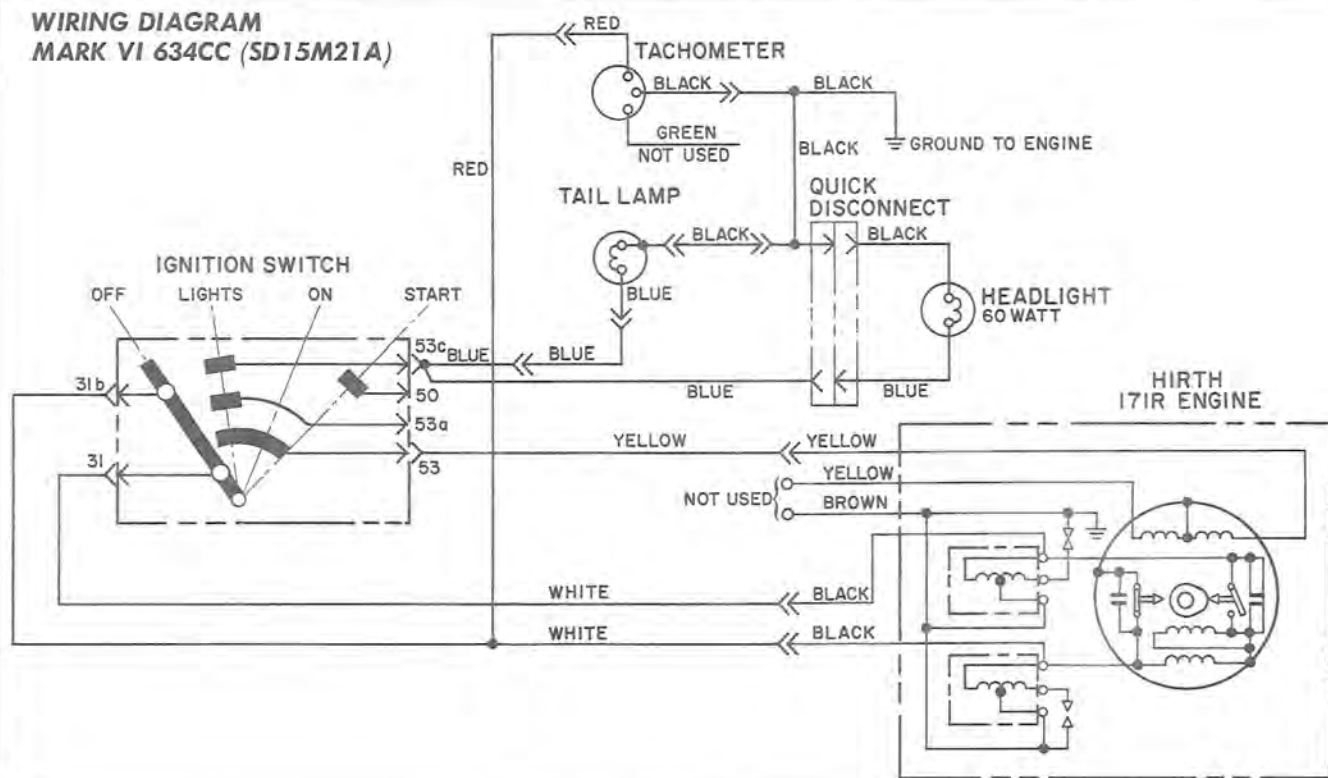 WIRING DIAGRAM
MARK VI 634CC (SD15M21A)
RED
TACHOMETER
BLACK
BLACK
GREEN
NOT USED
GROUND TO ENGINE
BLACK
RED
QUICK
DISCONNECT
TAIL LAMP
BLACK
BLACK
IGNITION SWITCH
OFF
LIGHTS
ON
START
BLUE
HEADLIGHT
60 WATT
53c
BLUE
BLUE
31b
50
BLUE
BLUE
HIRTH
171R ENGINE
53a
YELLOW
YELLOW
31
53
YELLOW
NOT USED
BROWN
WHITE
BLACK
WHITE
BLACK